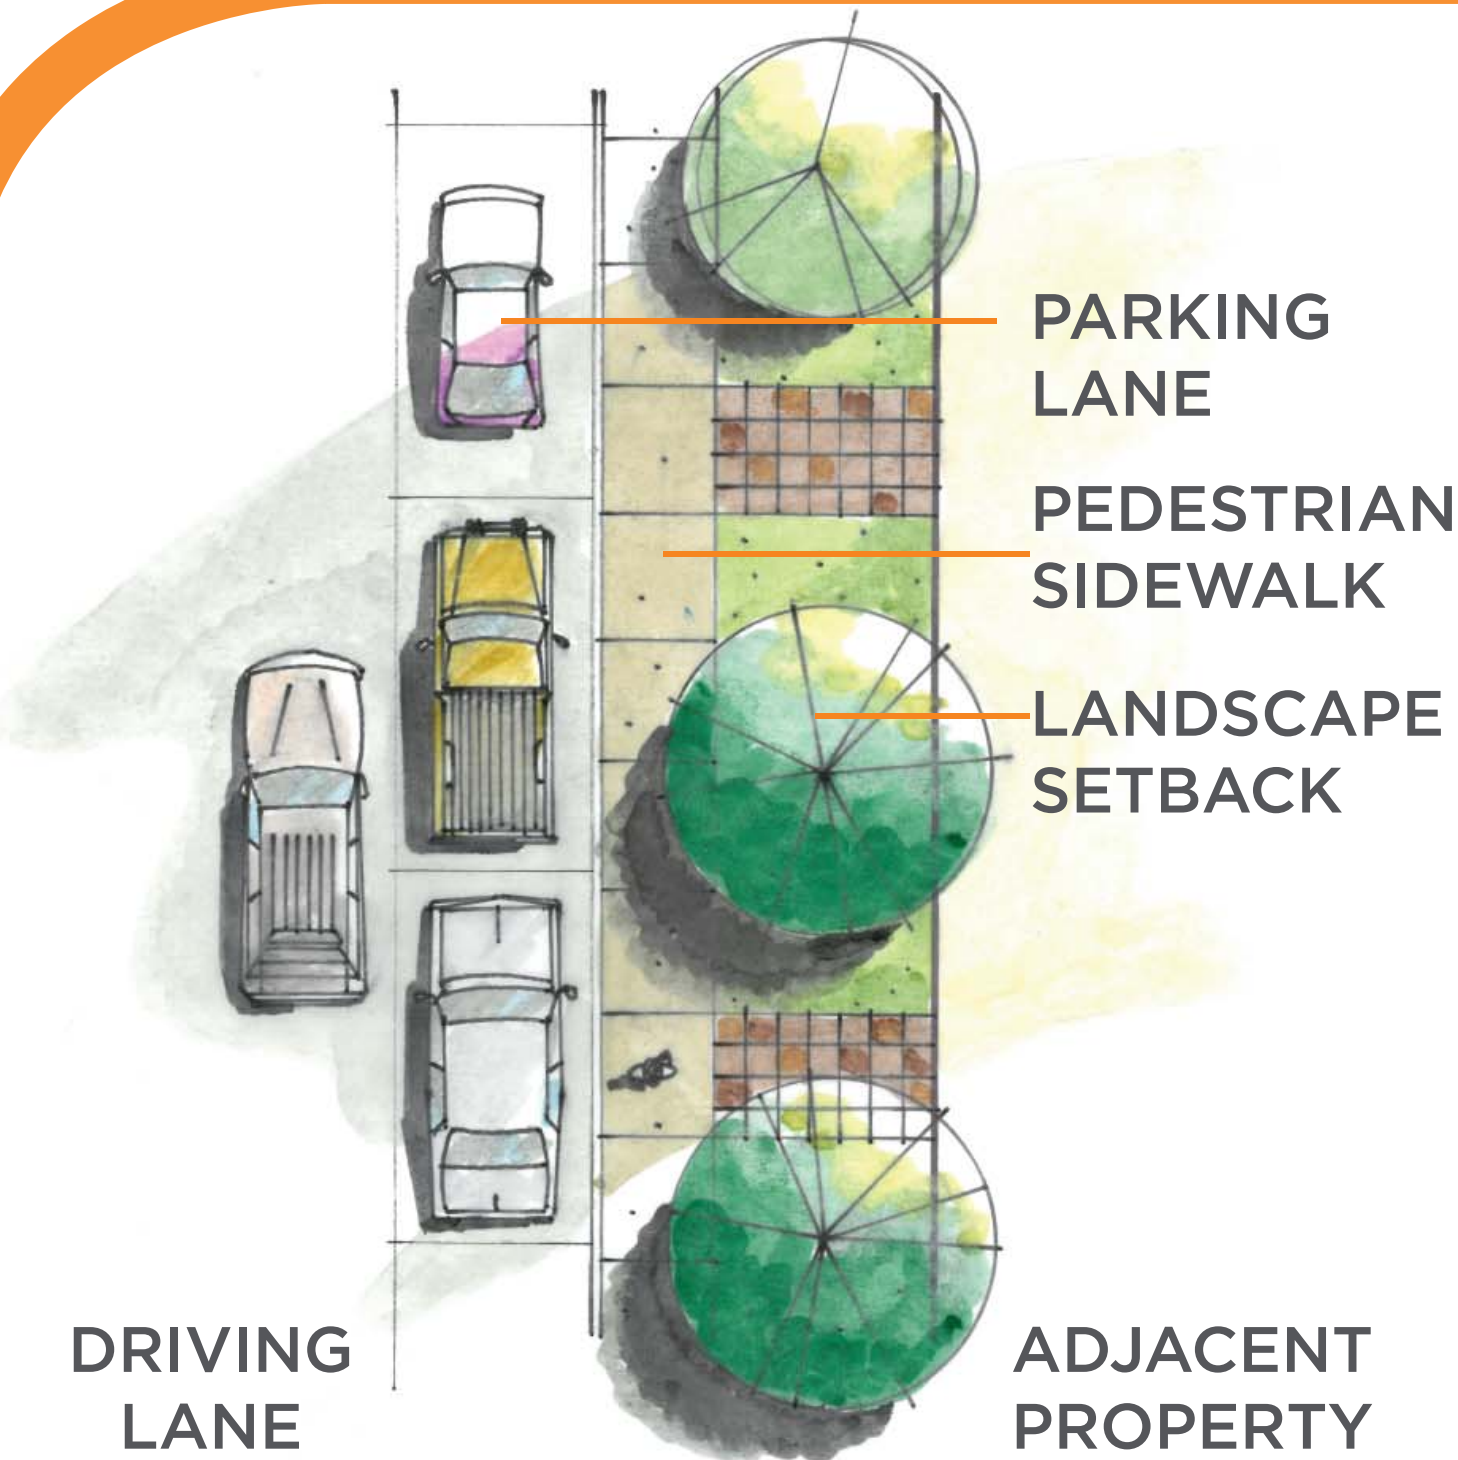 PARKING
LANE
PEDESTRIAN
SIDEWALK
LANDSCAPE
SETBACK
DRIVING
LANE
ADJACENT
PROPERTY